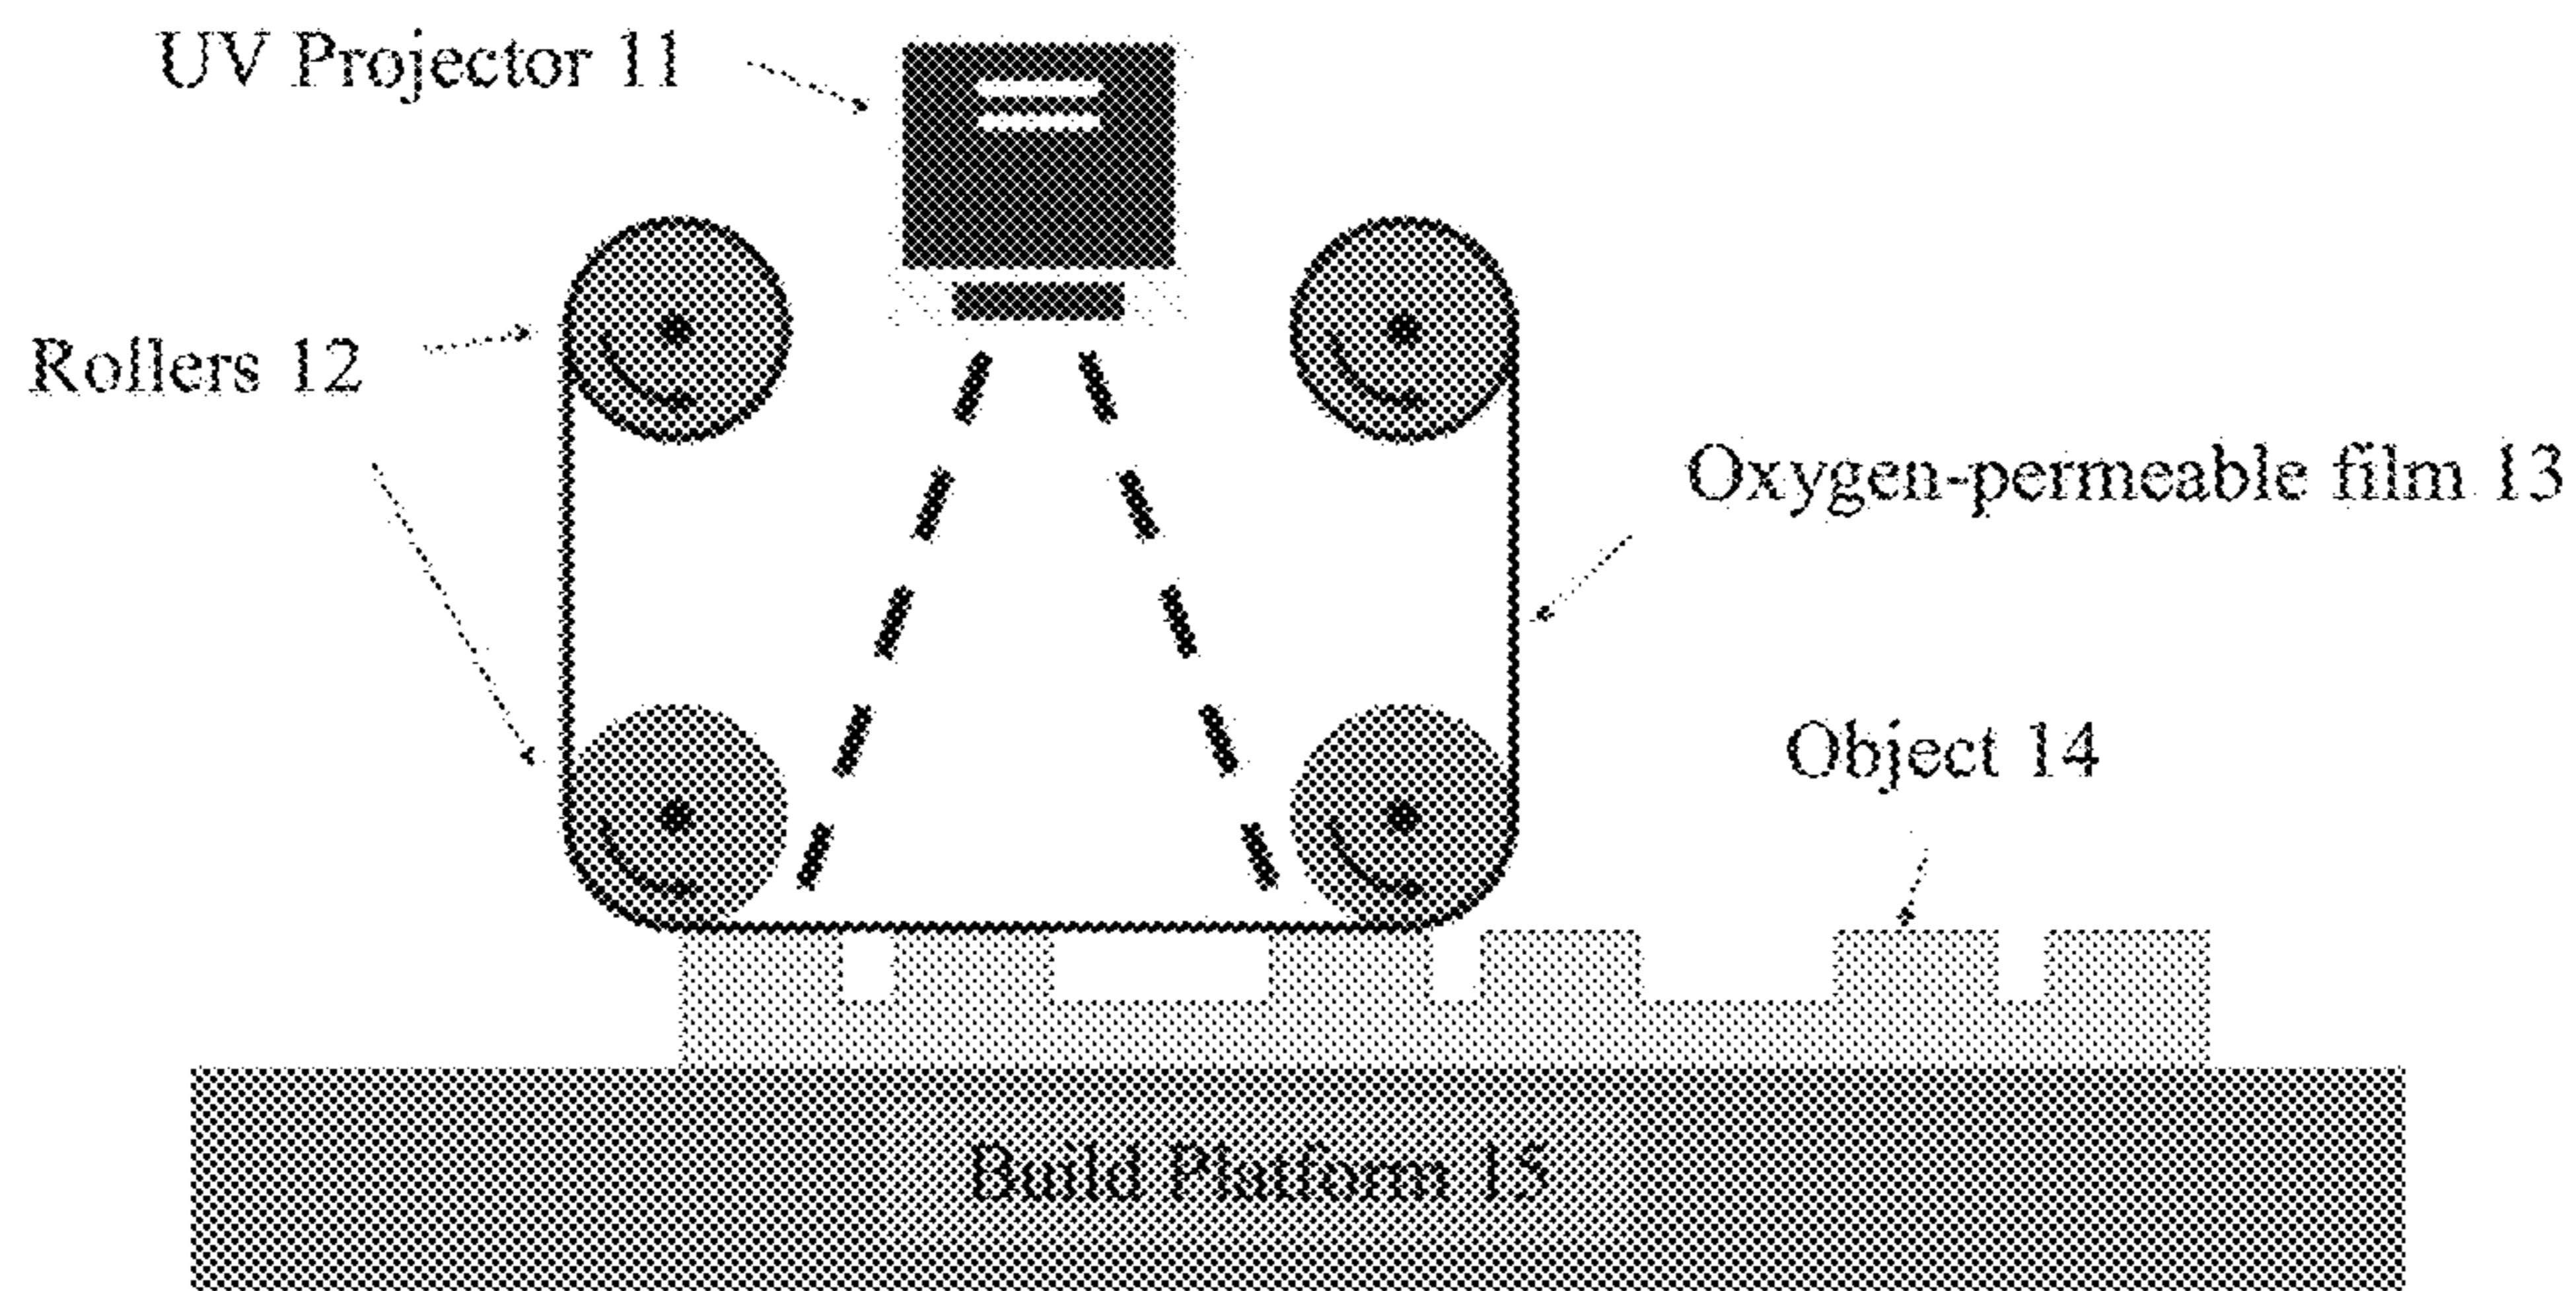 UV Projector 11
Rollers 12
Oxygen-permeable film 13
Object 14
Build Platform 15